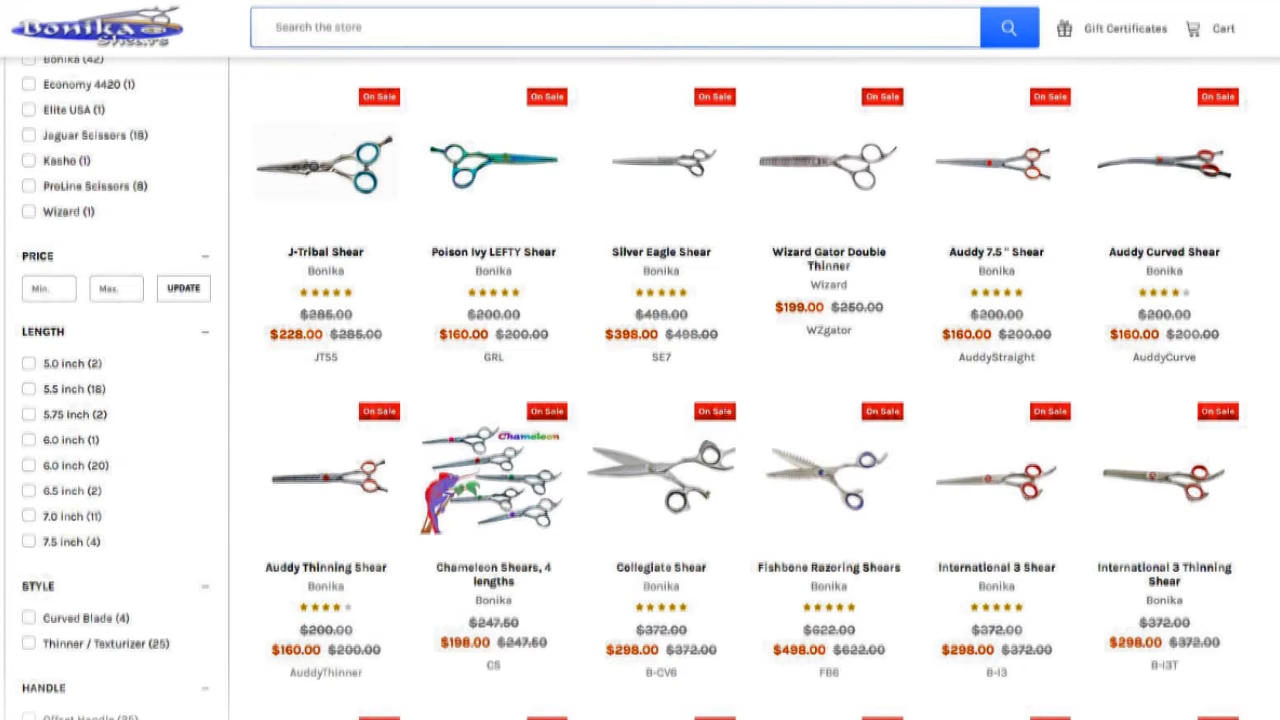 Bonika
Shears
Search the store
Gift Certificates
Cart
Bonika (42)
Economy 4420 (1)
Elite USA (1)
Jaguar Scissors (18)
Kasho (1)
ProLine Scissors (8)
Wizard (1)
PRICE
Min.
Max.
UPDATE
LENGTH
5.0 inch (2)
5.5 inch (18)
5.75 inch (2)
6.0 inch (1)
6.0 inch (20)
6.5 inch (2)
7.0 inch (11)
7.5 inch (4)
STYLE
Curved Blade (4)
Thinner / Texturizer (25)
HANDLE
Offset Handle (35)
On Sale
J-Tribal Shear
Bonika
$285.00
$228.00 $285.00
JTS5
On Sale
Poison Ivy LEFTY Shear
Bonika
$200.00
$160.00 $200.00
GRL
On Sale
Silver Eagle Shear
Bonika
$498.00
$398.00 $498.00
SE7
On Sale
Wizard Gator Double
Thinner
Wizard
$199.00 $250.00
WZgator
On Sale
Auddy 7.5 " Shear
Bonika
$200.00
$160.00 $200.00
AuddyStraight
On Sale
Auddy Curved Shear
Bonika
$200.00
$160.00 $200.00
AuddyCurve
On Sale
Auddy Thinning Shear
Bonika
$200.00
$160.00 $200.00
AuddyThinner
On Sale
Chameleon
Chameleon Shears, 4
lengths
Bonika
$247.50
$198.00 $247.50
CS
On Sale
Collegiate Shear
Bonika
$372.00
$298.00 $372.00
B-CV6
On Sale
Fishbone Razoring Shears
Bonika
$622.00
$498.00 $622.00
FB6
On Sale
International 3 Shear
Bonika
$372.00
$298.00 $372.00
B-I3
On Sale
International 3 Thinning
Shear
Bonika
$372.00
$298.00 $372.00
B-I3T